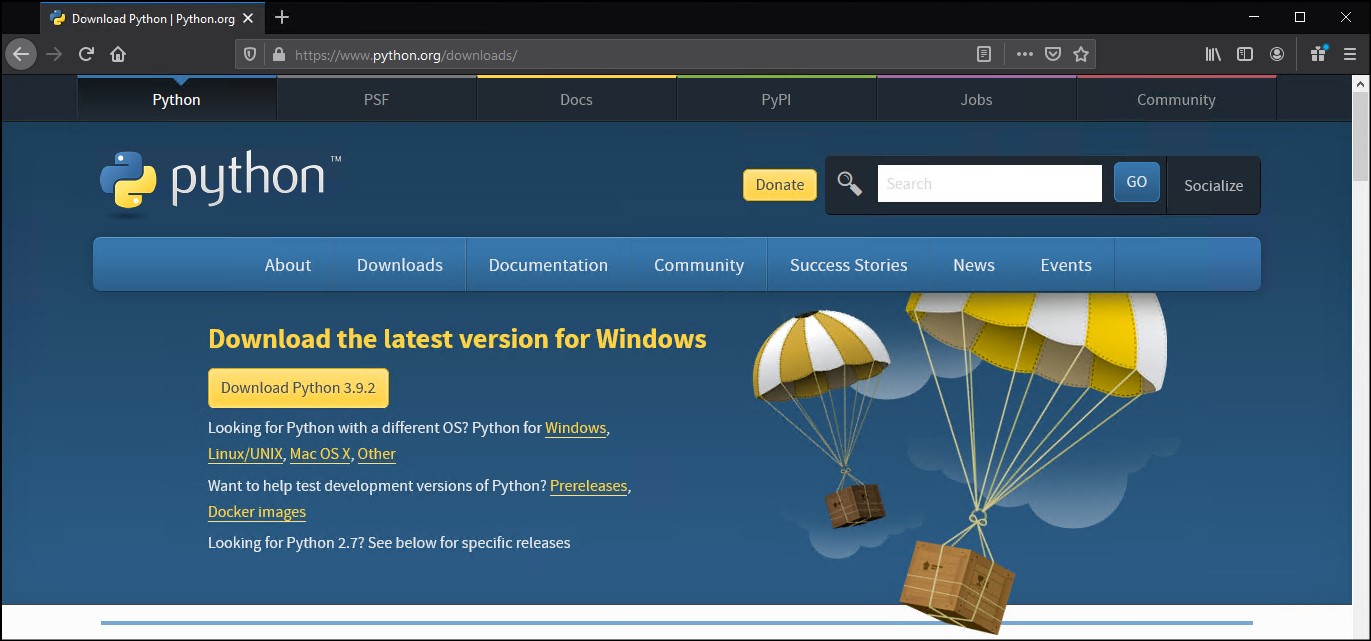 Download Python | Python.org
https://www.python.org/downloads/
Python PSF Docs PyPI Jobs Community
python™
Donate Search GO Socialize
About Downloads Documentation Community Success Stories News Events
Download the latest version for Windows
Download Python 3.9.2
Looking for Python with a different OS? Python for Windows,
Linux/UNIX, Mac OS X, Other
Want to help test development versions of Python? Prereleases,
Docker images
Looking for Python 2.7? See below for specific releases